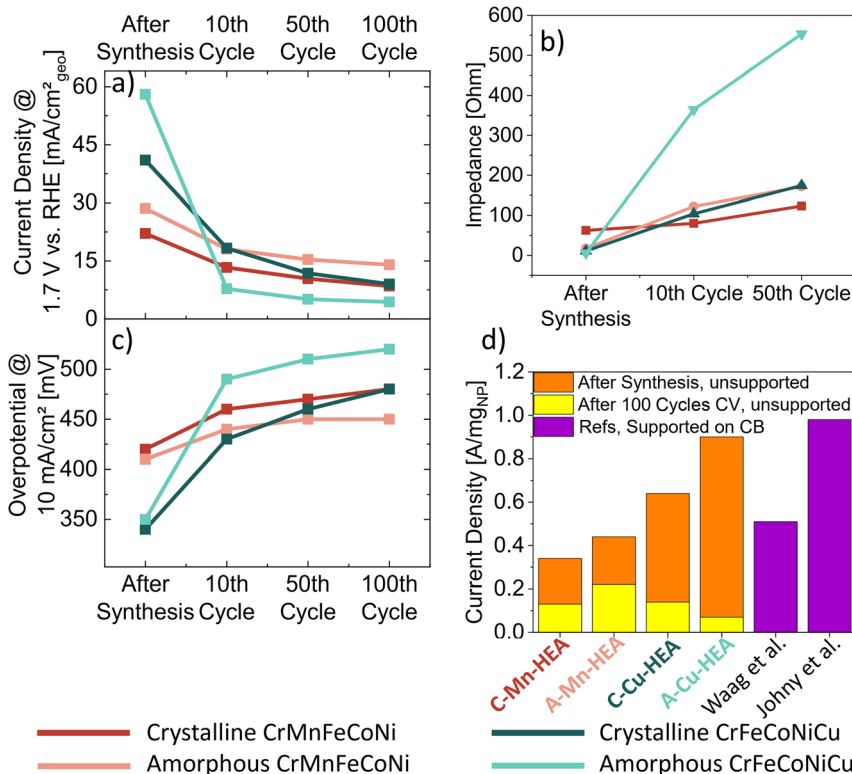 After Synthesis
10th Cycle
50th Cycle
100th Cycle
a)
Current Density @
1.7 V vs. RHE [mA/cm²geo]
60
45
30
15
0
b)
Impedance [Ohm]
600
500
400
300
200
100
0
After Synthesis
10th Cycle
50th Cycle
c)
Overpotential @
10 mA/cm² [mV]
500
450
400
350
After Synthesis
10th Cycle
50th Cycle
100th Cycle
d)
Current Density [A/mgNP]
1.2
1.0
0.8
0.6
0.4
0.2
0.0
After Synthesis, unsupported
After 100 Cycles CV, unsupported
Refs, Supported on CB
C-Mn-HEA
A-Mn-HEA
C-Cu-HEA
A-Cu-HEA
Waag et al.
Johny et al.
Crystalline CrMnFeCoNi
Amorphous CrMnFeCoNi
Crystalline CrFeCoNiCu
Amorphous CrFeCoNiCu